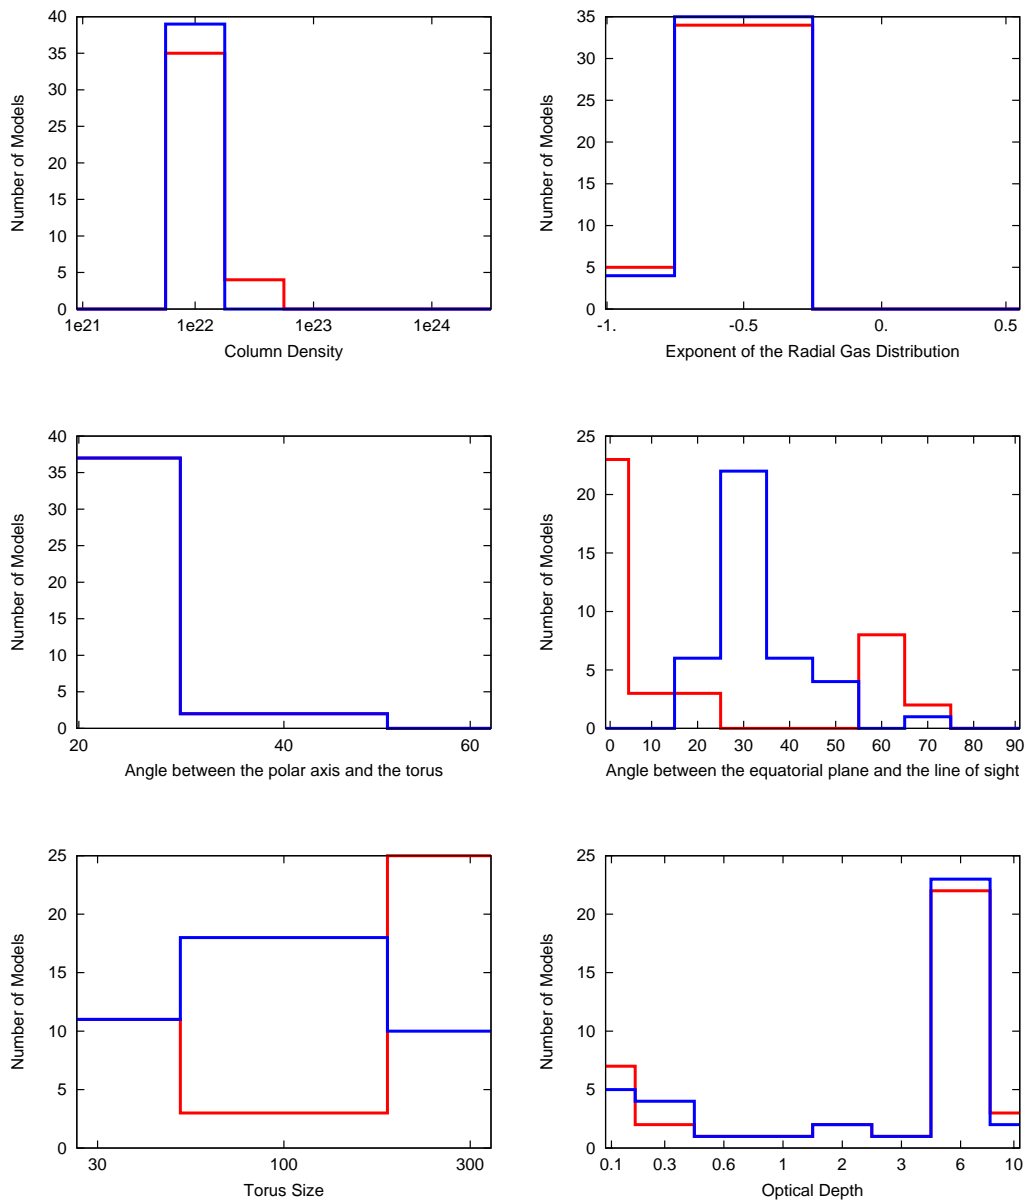 40
35
30
25
20
15
10
5
0
1e21 1e22 1e23 1e24
Number of Models
Column Density
35
30
25
20
15
10
5
0
-1. -0.5 0. 0.5
Number of Models
Exponent of the Radial Gas Distribution
40
35
30
25
20
15
10
5
0
20 40 60
Number of Models
Angle between the polar axis and the torus
25
20
15
10
5
0
0 10 20 30 40 50 60 70 80 90
Number of Models
Angle between the equatorial plane and the line of sight
25
20
15
10
5
0
30 100 300
Number of Models
Torus Size
25
20
15
10
5
0
0.1 0.3 0.6 1 2 3 6 10
Number of Models
Optical Depth